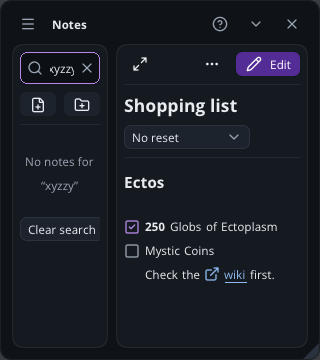 Notes
xyzzy
No notes for
“xyzzy”
Clear search
Edit
Shopping list
No reset
Ectos
250 Globs of Ectoplasm
Mystic Coins
Check the wiki first.